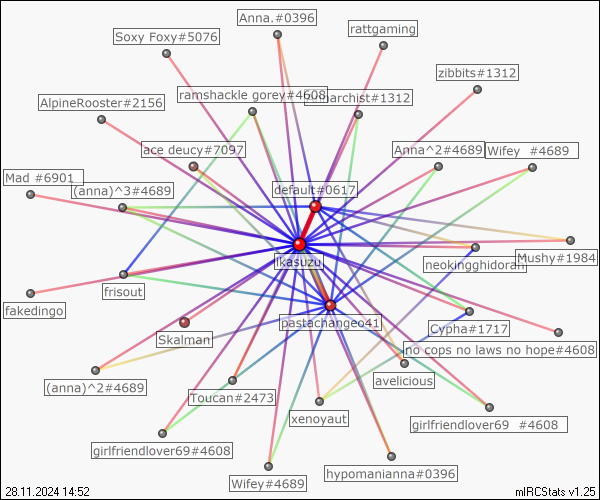 Anna.#0396
rattgaming
Soxy Foxy#5076
zibbits#1312
ramshackle gorey#4608
#1312
AlpineRooster#2156
ace deucy#7097
Anna^2#4689
Wifey #4689
Mad #6901
(anna)^3#4689
default#0617
ikasuzu
neokingghidorah
Mushy#1984
frisout
fakedingo
pastachangeo41
Cypha#1717
Skalman
no cops no laws no hope#4608
(anna)^2#4689
avelicious
Toucan#2473
xenoyaut
girlfriendlover69 #4608
girlfriendlover69#4608
Wifey#4689
hypomanianna#0396
28.11.2024 14:52
mIRCStats v1.25